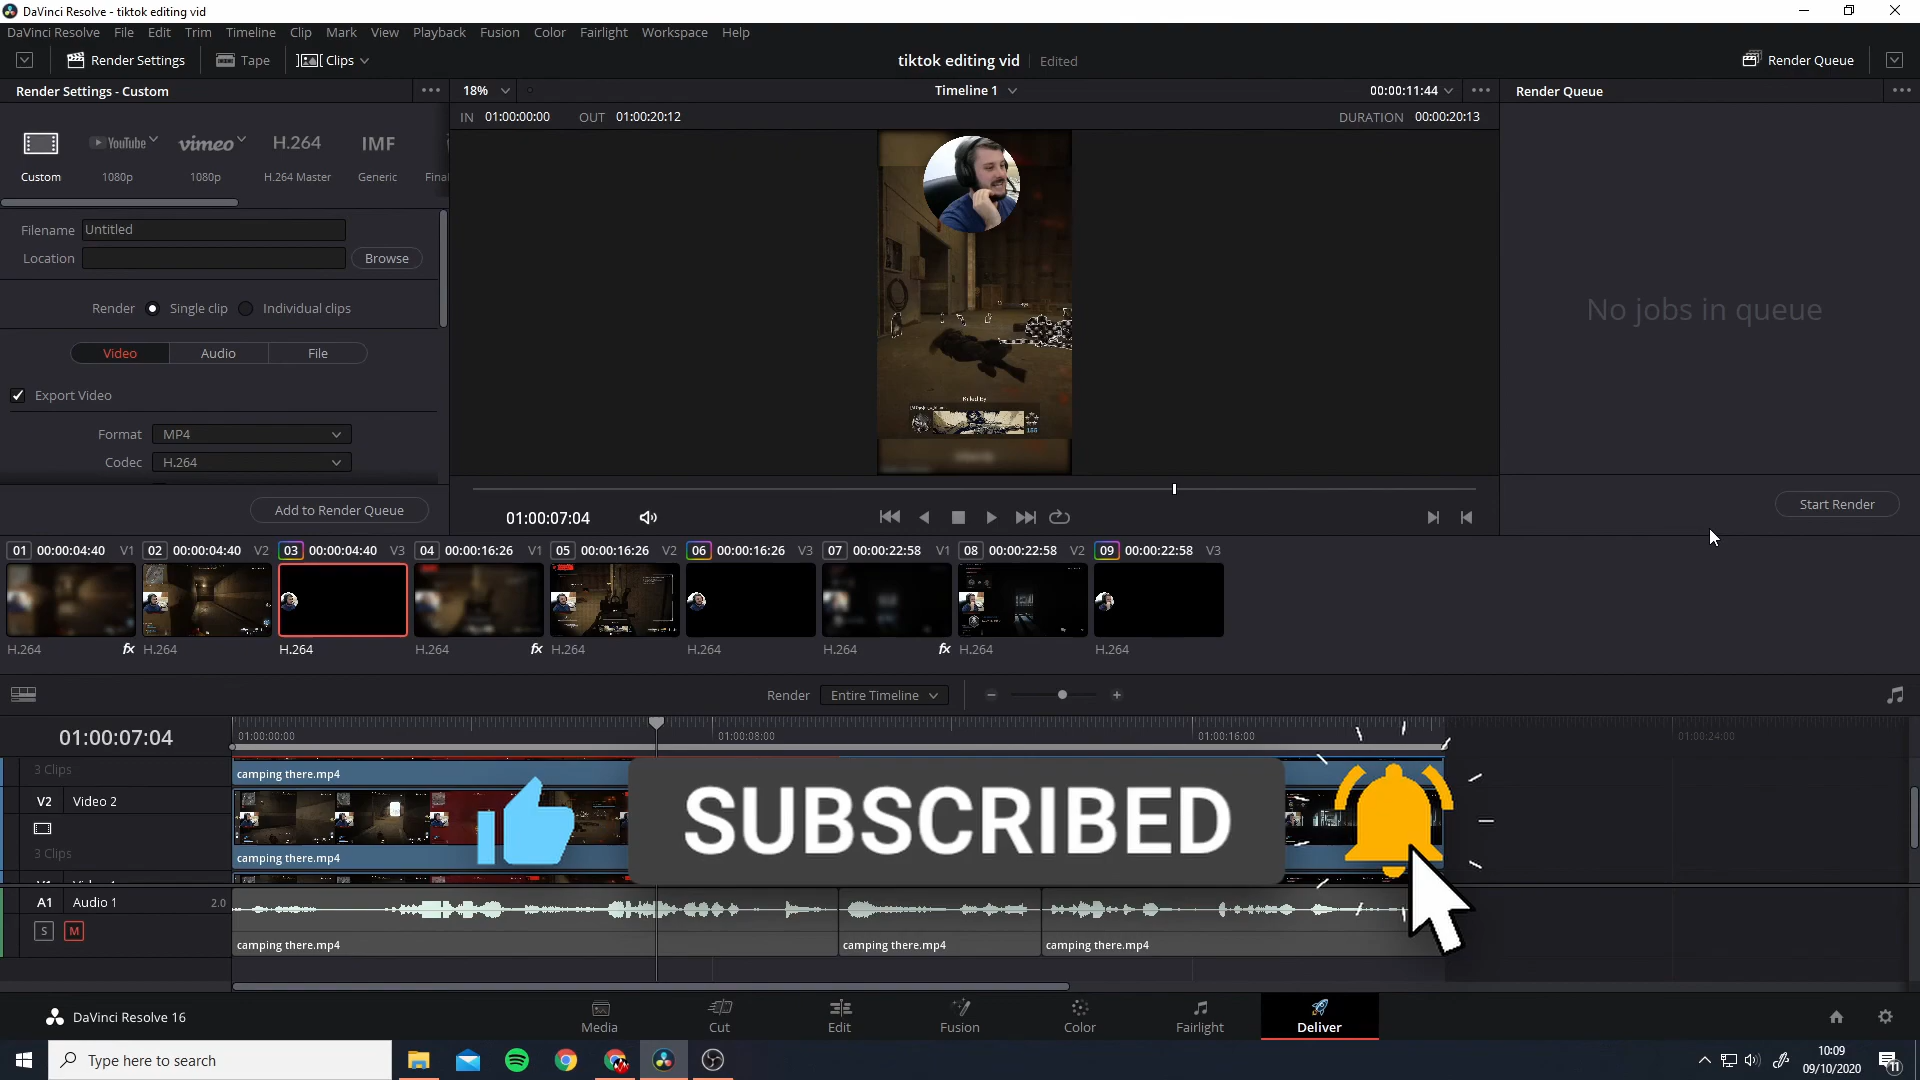 DaVinci Resolve - tiktok editing vid
DaVinci Resolve File Edit Trim Timeline Clip Mark View Playback Fusion Color Fairlight Workspace Help
Render Settings Tape Clips tiktok editing vid Edited Render Queue
Render Settings - Custom 18% Timeline 1 00:00:11:44 Render Queue
IN 01:00:00:00 OUT 01:00:20:12 DURATION 00:00:20:13
YouTube vimeo H.264 IMF
Custom 1080p 1080p H.264 Master Generic Final
Filename Untitled
Location Browse
Render Single clip Individual clips
No jobs in queue
Video Audio File
Export Video
Killed By
Format MP4
Codec H.264
Add to Render Queue
Start Render
01:00:07:04
01 00:00:04:40 V1 02 00:00:04:40 V2 03 00:00:04:40 V3 04 00:00:16:26 V1 05 00:00:16:26 V2 06 00:00:16:26 V3 07 00:00:22:58 V1 08 00:00:22:58 V2 09 00:00:22:58 V3
H.264 fx H.264 H.264 H.264 fx H.264 H.264 H.264 fx H.264 H.264
Render Entire Timeline
01:00:07:04 01:00:00:00 01:00:08:00 01:00:16:00 01:00:24:00
3 Clips camping there.mp4
V2 Video 2
SUBSCRIBED
3 Clips camping there.mp4
A1 Audio 1 2.0
S M
camping there.mp4 camping there.mp4 camping there.mp4
DaVinci Resolve 16 Media Cut Edit Fusion Color Fairlight Deliver
Type here to search
10:09
09/10/2020
11